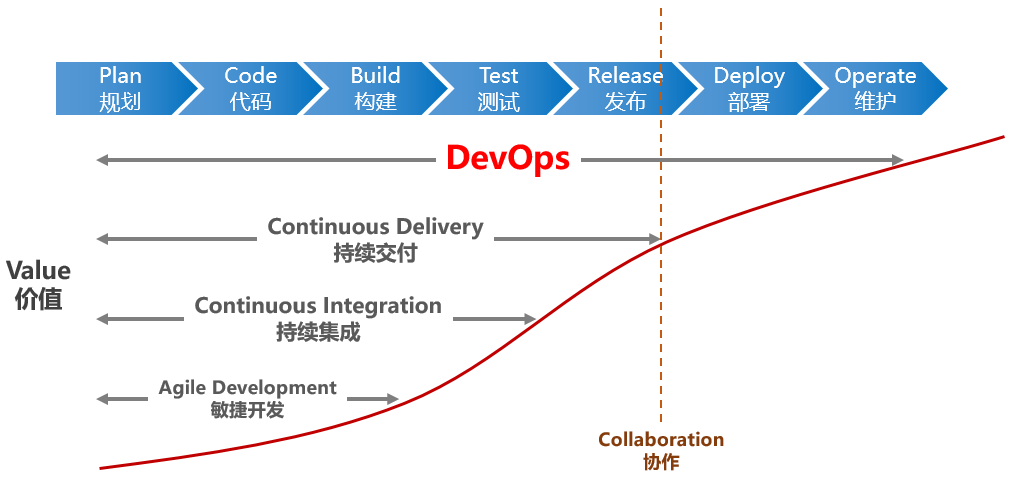 Plan
规划
Code
代码
Build
构建
Test
测试
Release
发布
Deploy
部署
Operate
维护
DevOps
Continuous Delivery
持续交付
Value
价值
Continuous Integration
持续集成
Agile Development
敏捷开发
Collaboration
协作